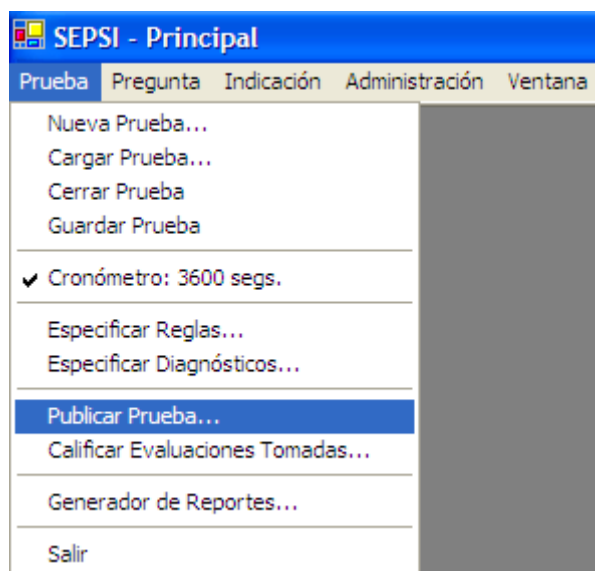 SEPSI - Principal
Prueba Pregunta Indicación Administración Ventana
Nueva Prueba...
Cargar Prueba...
Cerrar Prueba
Guardar Prueba
Cronómetro: 3600 segs.
Especificar Reglas...
Especificar Diagnósticos...
Publicar Prueba...
Calificar Evaluaciones Tomadas...
Generador de Reportes...
Salir